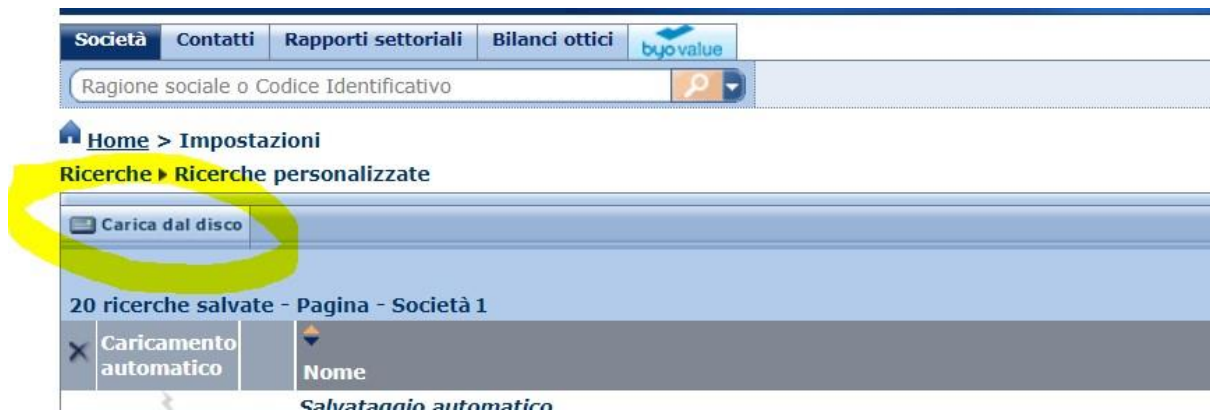 Società Contatti Rapporti settoriali Bilanci ottici byovalue
Ragione sociale o Codice Identificativo
Home > Impostazioni
Ricerche ▸ Ricerche personalizzate
Carica dal disco
20 ricerche salvate - Pagina - Società 1
Caricamento
automatico
Nome
Salvataggio automatico